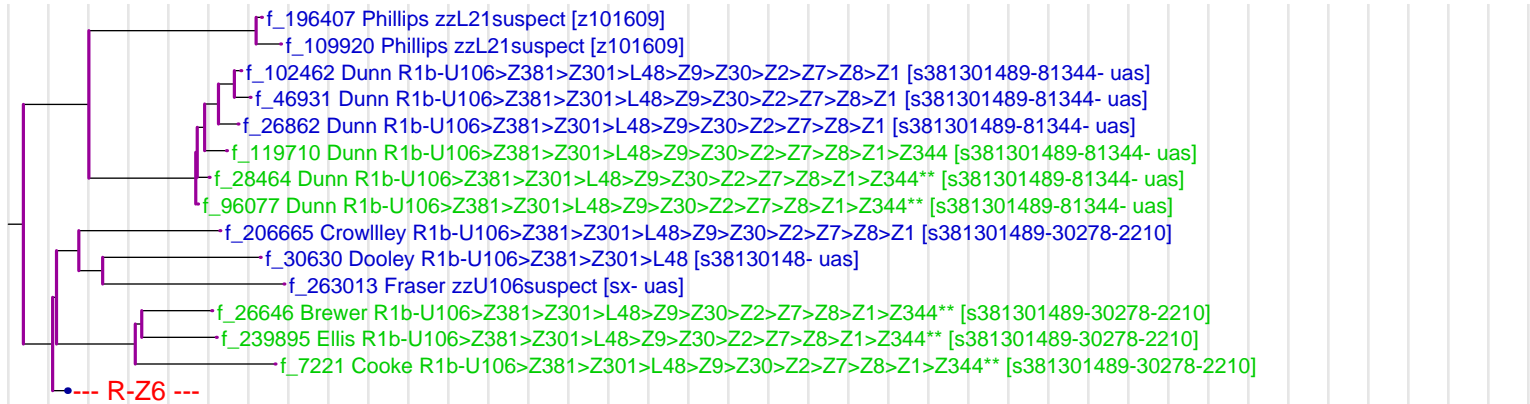 f_196407 Phillips zzL21suspect [z101609]
f_109920 Phillips zzL21suspect [z101609]
f_102462 Dunn R1b-U106>Z381>Z301>L48>Z9>Z30>Z2>Z7>Z8>Z1 [s381301489-81344- uas]
f_46931 Dunn R1b-U106>Z381>Z301>L48>Z9>Z30>Z2>Z7>Z8>Z1 [s381301489-81344- uas]
f_26862 Dunn R1b-U106>Z381>Z301>L48>Z9>Z30>Z2>Z7>Z8>Z1 [s381301489-81344- uas]
f_119710 Dunn R1b-U106>Z381>Z301>L48>Z9>Z30>Z2>Z7>Z8>Z1>Z344 [s381301489-81344- uas]
f_28464 Dunn R1b-U106>Z381>Z301>L48>Z9>Z30>Z2>Z7>Z8>Z1>Z344** [s381301489-81344- uas]
f_96077 Dunn R1b-U106>Z381>Z301>L48>Z9>Z30>Z2>Z7>Z8>Z1>Z344** [s381301489-81344- uas]
f_206665 Crowllley R1b-U106>Z381>Z301>L48>Z9>Z30>Z2>Z7>Z8>Z1 [s381301489-30278-2210]
f_30630 Dooley R1b-U106>Z381>Z301>L48 [s38130148- uas]
f_263013 Fraser zzU106suspect [sx- uas]
f_26646 Brewer R1b-U106>Z381>Z301>L48>Z9>Z30>Z2>Z7>Z8>Z1>Z344** [s381301489-30278-2210]
f_239895 Ellis R1b-U106>Z381>Z301>L48>Z9>Z30>Z2>Z7>Z8>Z1>Z344** [s381301489-30278-2210]
f_7221 Cooke R1b-U106>Z381>Z301>L48>Z9>Z30>Z2>Z7>Z8>Z1>Z344** [s381301489-30278-2210]
--- R-Z6 ---